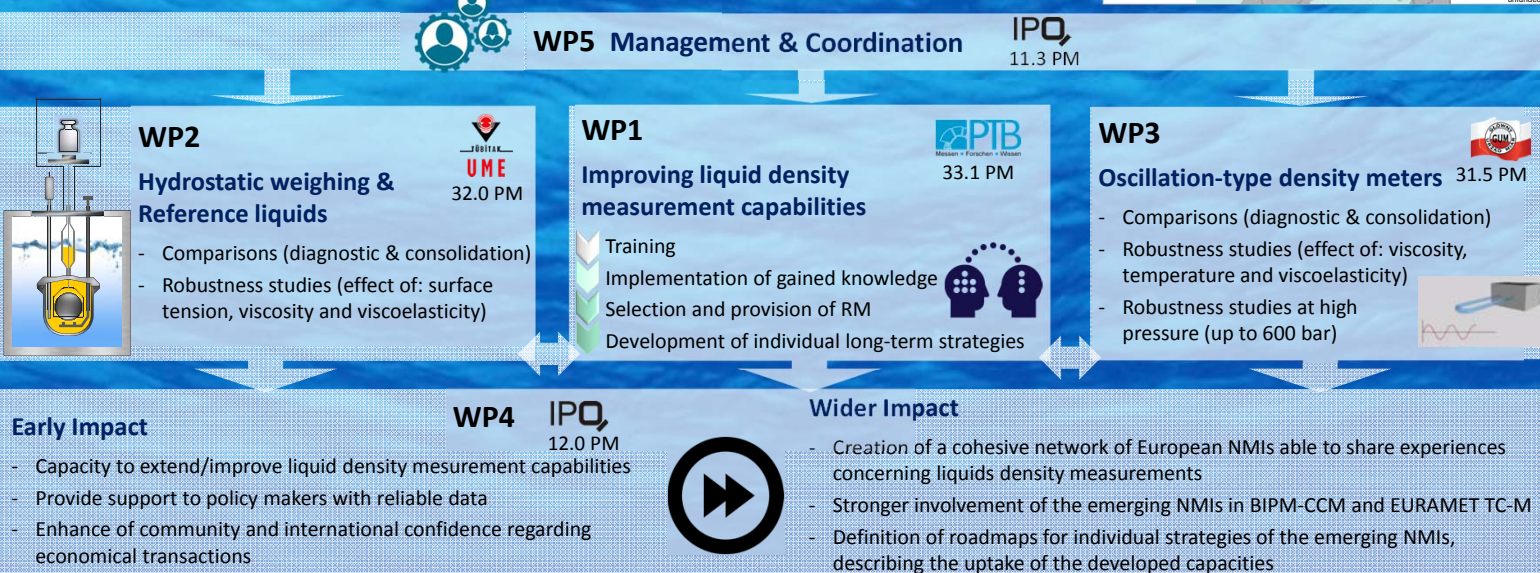 WP5 Management & Coordination
IPQ
11.3 PM
WP2
TÜBİTAK
UME
32.0 PM
Hydrostatic weighing &
Reference liquids
- Comparisons (diagnostic & consolidation)
- Robustness studies (effect of: surface
tension, viscosity and viscoelasticity)
WP1
PTB
Messen • Forschen • Wissen
33.1 PM
Improving liquid density
measurement capabilities
Training
Implementation of gained knowledge
Selection and provision of RM
Development of individual long-term strategies
WP3
GUM
31.5 PM
Oscillation-type density meters
- Comparisons (diagnostic & consolidation)
- Robustness studies (effect of: viscosity,
temperature and viscoelasticity)
- Robustness studies at high
pressure (up to 600 bar)
WP4
IPQ
12.0 PM
Early Impact
- Capacity to extend/improve liquid density mesurement capabilities
- Provide support to policy makers with reliable data
- Enhance of community and international confidence regarding
economical transactions
Wider Impact
- Creation of a cohesive network of European NMIs able to share experiences
concerning liquids density measurements
- Stronger involvement of the emerging NMIs in BIPM-CCM and EURAMET TC-M
- Definition of roadmaps for individual strategies of the emerging NMIs,
describing the uptake of the developed capacities